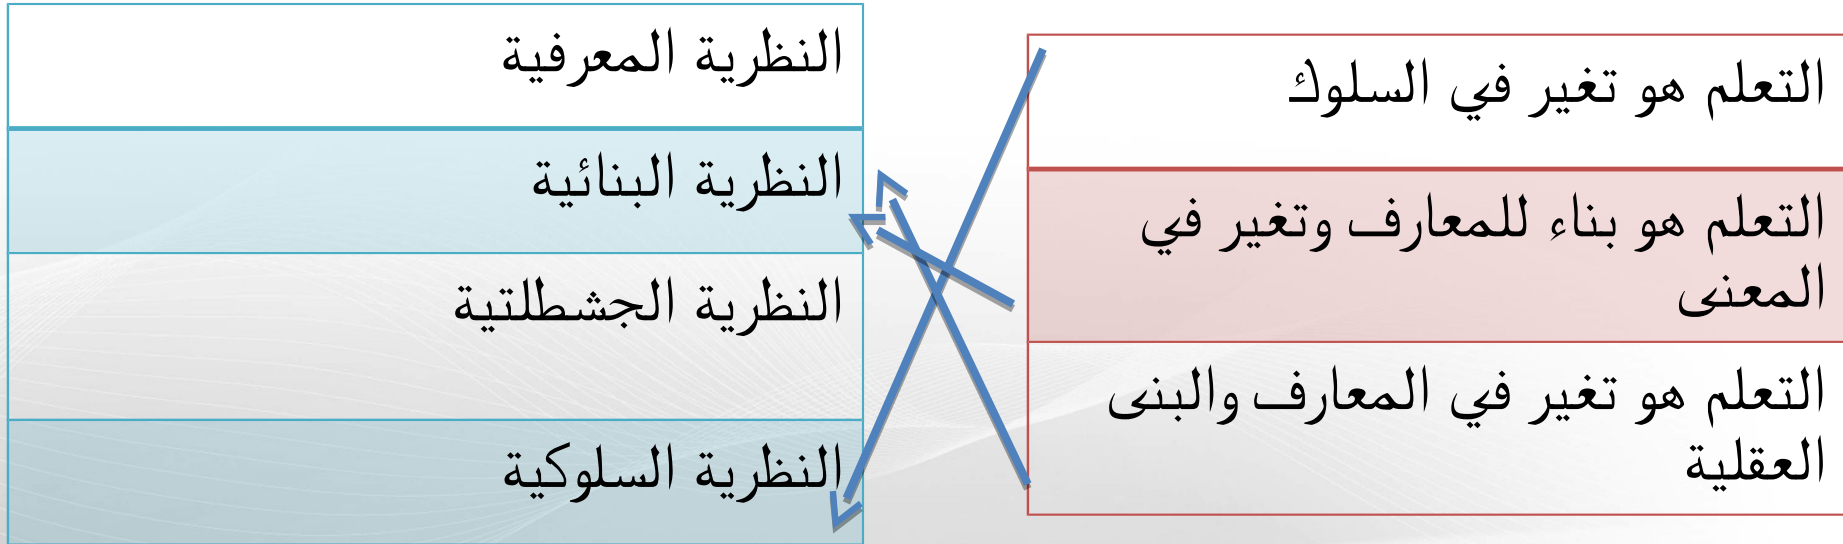 التعلم هو تغير في السلوك
التعلم هو بناء للمعارف وتغير في
المعنى
التعلم هو تغير في المعارف والبنى
العقلية
النظرية المعرفية
النظرية البنائية
النظرية الجشطلتية
النظرية السلوكية